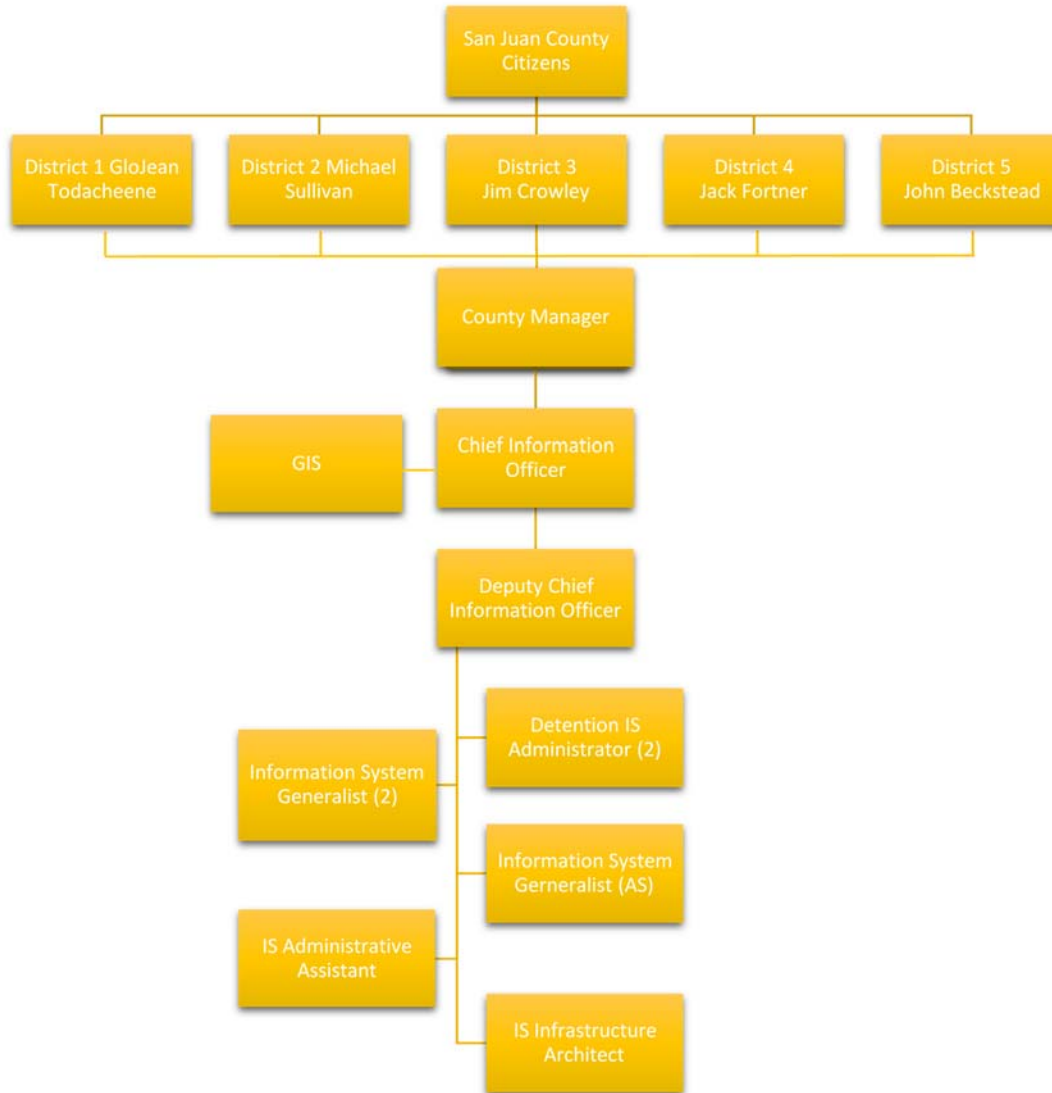 San Juan County
Citizens
District 1 GloJean
Todacheene
District 2 Michael
Sullivan
District 3
Jim Crowley
District 4
Jack Fortner
District 5
John Beckstead
County Manager
GIS
Chief Information
Officer
Deputy Chief
Information Officer
Detention IS
Administrator (2)
Information System
Generalist (2)
Information System
Gerneralist (AS)
IS Administrative
Assistant
IS Infrastructure
Architect